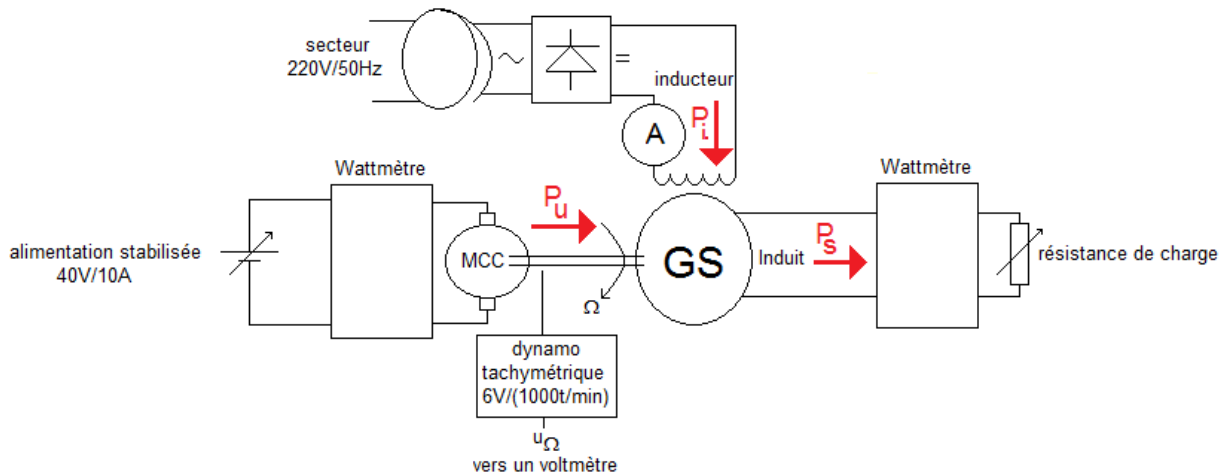 secteur
220V/50Hz
~
=
inducteur
A
Pi
Wattmètre
Wattmètre
Pu
alimentation stabilisée
40V/10A
MCC
GS
Induit
Ps
résistance de charge
Ω
dynamo
tachymétrique
6V/(1000t/min)
uΩ
vers un voltmètre